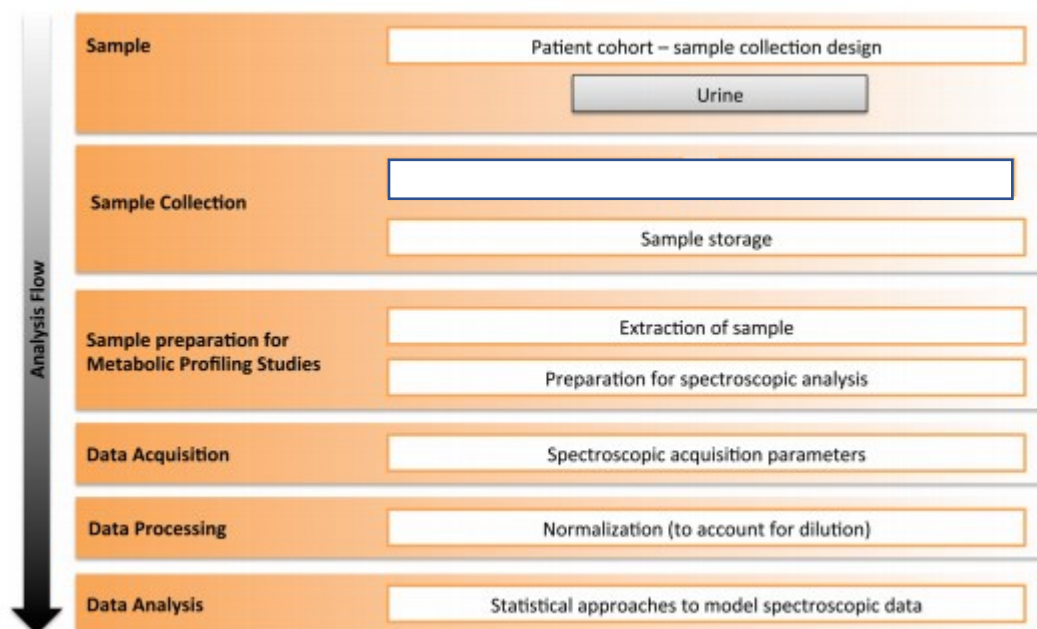 Sample
Patient cohort – sample collection design
Urine
Sample Collection
Sample storage
Analysis Flow
Sample preparation for
Metabolic Profiling Studies
Extraction of sample
Preparation for spectroscopic analysis
Data Acquisition
Spectroscopic acquisition parameters
Data Processing
Normalization (to account for dilution)
Data Analysis
Statistical approaches to model spectroscopic data